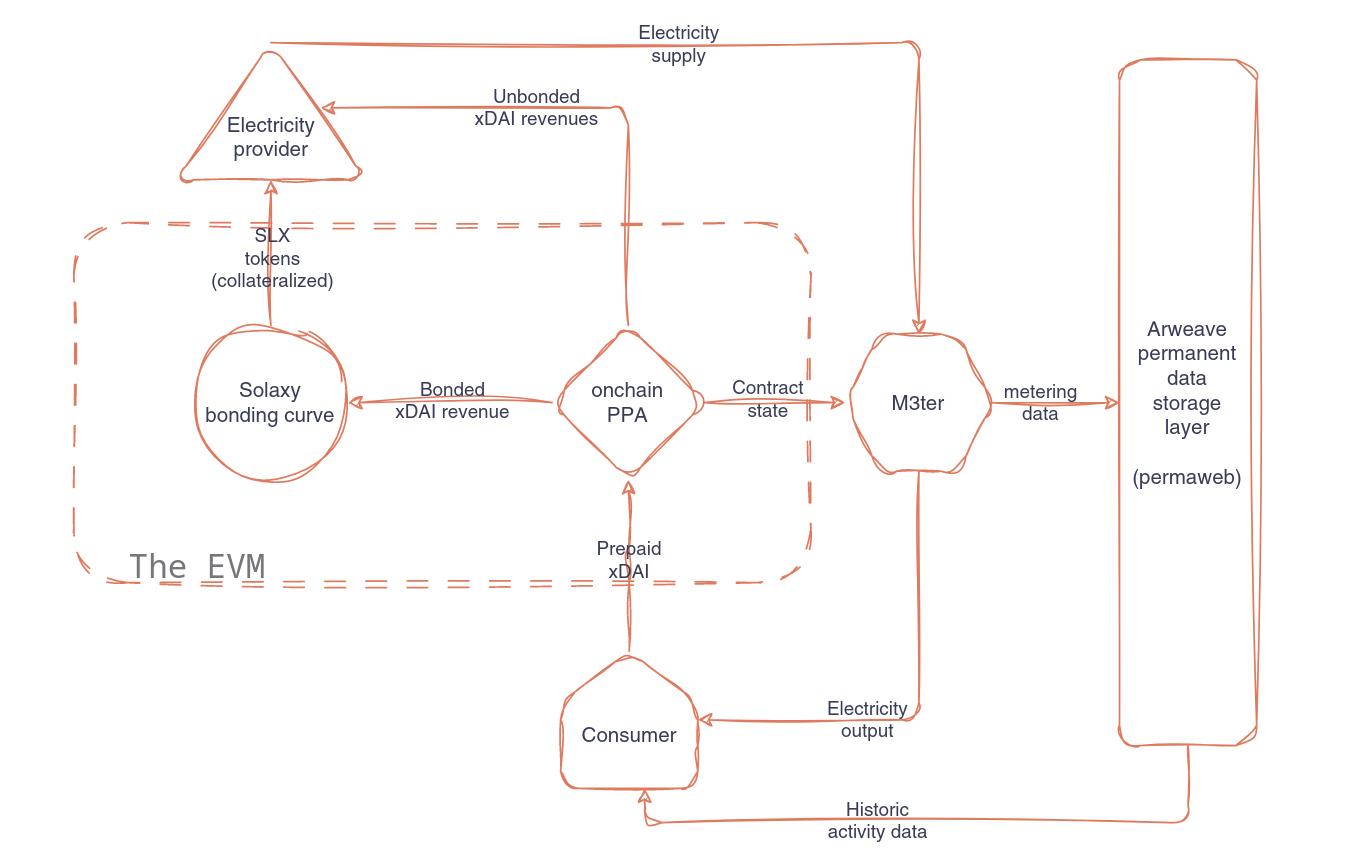 Electricity
supply
Unbonded
xDAI revenues
Electricity
provider
SLX
tokens
(collateralized)
Solaxy
bonding curve
Bonded
xDAI revenue
onchain
PPA
Contract
state
M3ter
metering
data
Arweave
permanent
data
storage
layer
(permaweb)
The EVM
Prepaid
xDAI
Consumer
Electricity
output
Historic
activity data